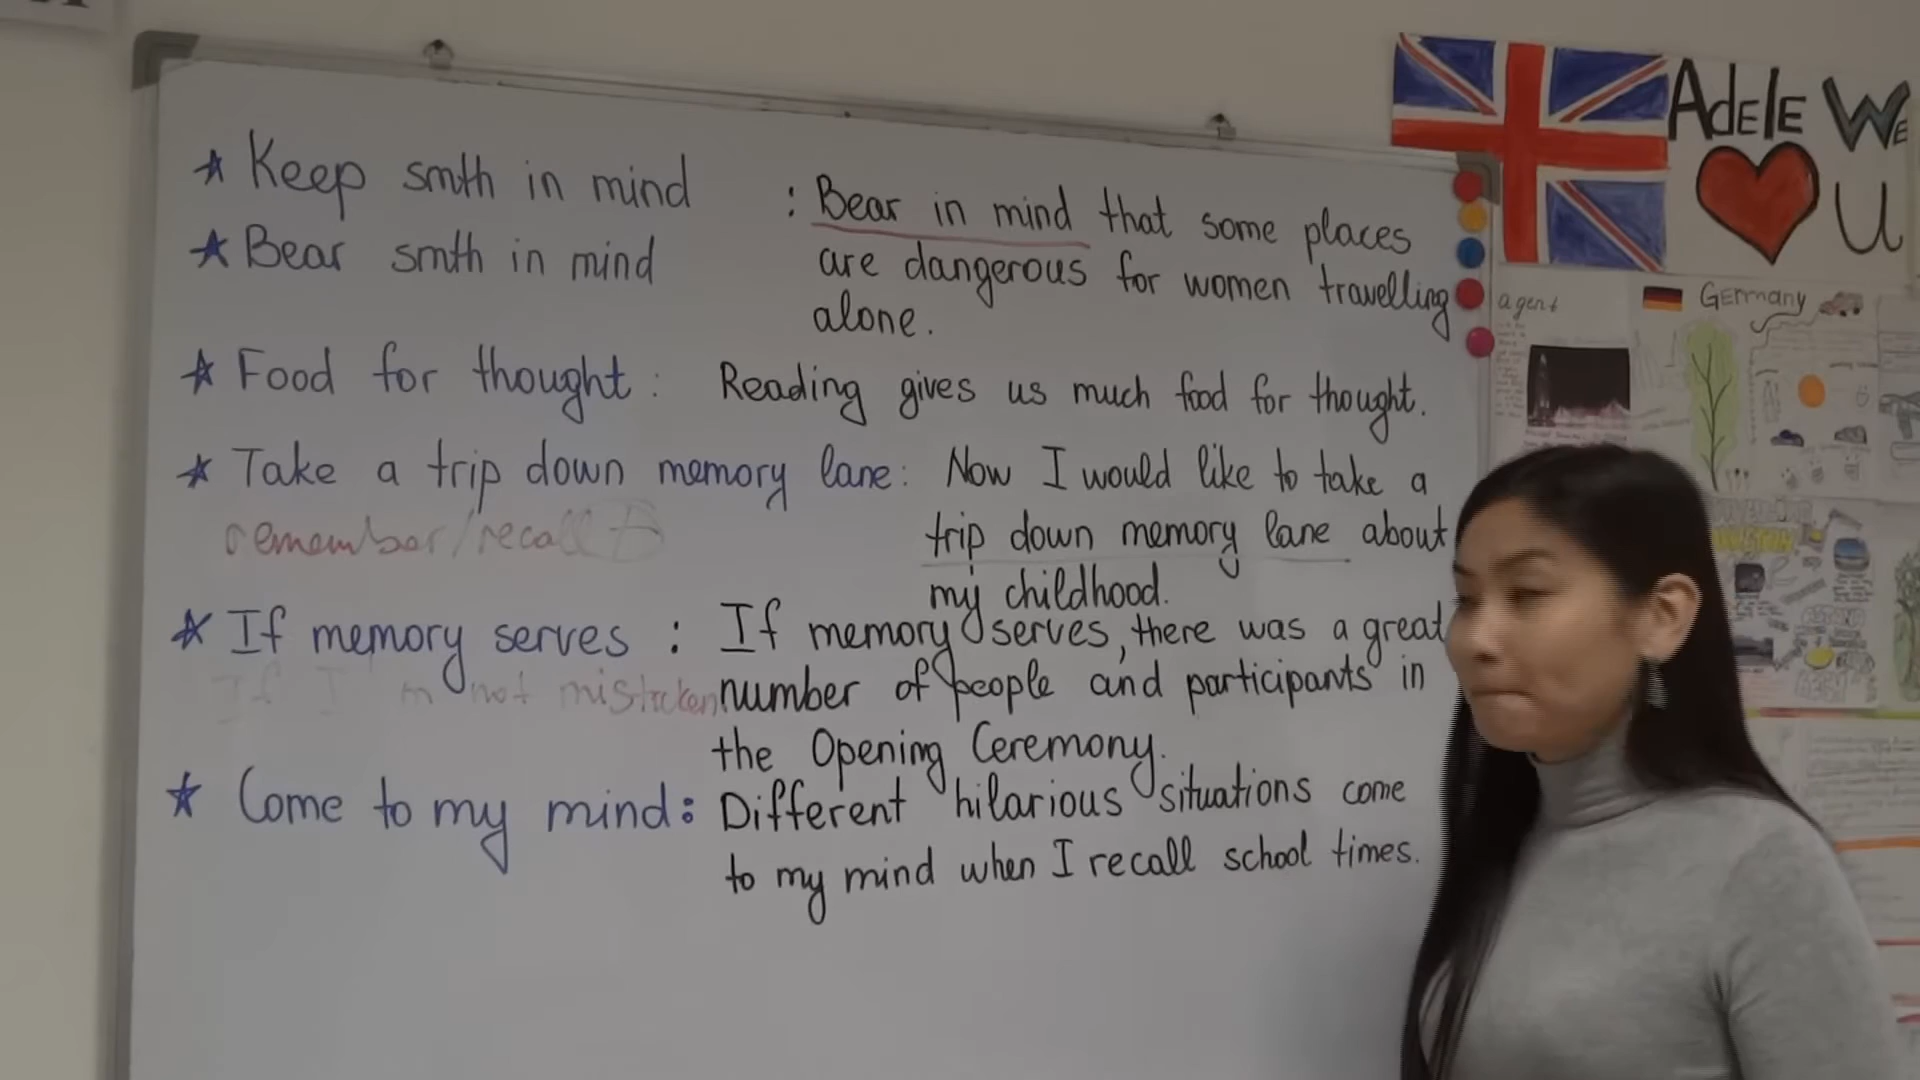 ★ Keep smth in mind
★ Bear smth in mind
: Bear in mind that some places
are dangerous for women travelling
alone.
★ Food for thought: Reading gives us much food for thought.
★ Take a trip down memory lane: Now I would like to take a
remember/recall
trip down memory lane about
my childhood.
★ If memory serves : If memory serves, there was a great
If I'm not mistaken
number of people and participants in
the Opening Ceremony.
★ Come to my mind: Different hilarious situations come
to my mind when I recall school times.
Adele We
U
agent
Germany